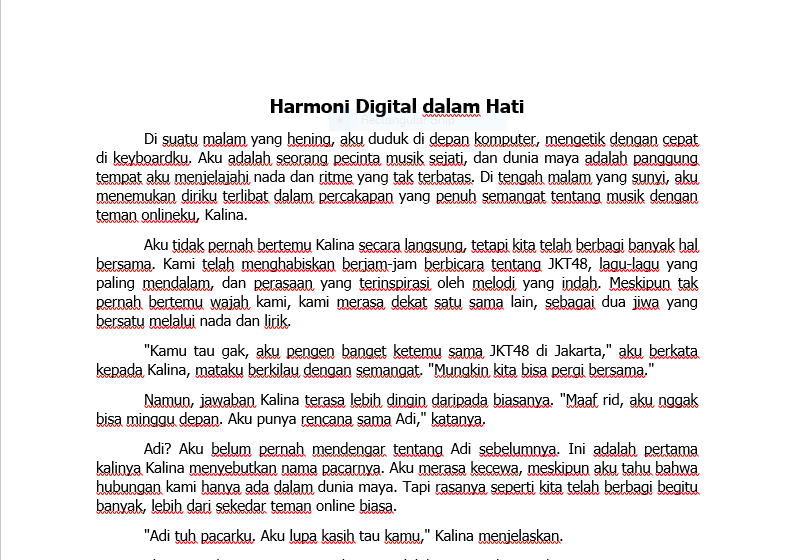 Harmoni Digital dalam Hati
Di suatu malam yang hening, aku duduk di depan komputer, mengetik dengan cepat
di keyboardku. Aku adalah seorang pecinta musik sejati, dan dunia maya adalah panggung
tempat aku menjelajahi nada dan ritme yang tak terbatas. Di tengah malam yang sunyi, aku
menemukan diriku terlibat dalam percakapan yang penuh semangat tentang musik dengan
teman onlineku, Kalina.
Aku tidak pernah bertemu Kalina secara langsung, tetapi kita telah berbagi banyak hal
bersama. Kami telah menghabiskan berjam-jam berbicara tentang JKT48, lagu-lagu yang
paling mendalam, dan perasaan yang terinspirasi oleh melodi yang indah. Meskipun tak
pernah bertemu wajah kami, kami merasa dekat satu sama lain, sebagai dua jiwa yang
bersatu melalui nada dan lirik.
"Kamu tau gak, aku pengen banget ketemu sama JKT48 di Jakarta," aku berkata
kepada Kalina, mataku berkilau dengan semangat. "Mungkin kita bisa pergi bersama."
Namun, jawaban Kalina terasa lebih dingin daripada biasanya. "Maaf rid, aku nggak
bisa minggu depan. Aku punya rencana sama Adi," katanya.
Adi? Aku belum pernah mendengar tentang Adi sebelumnya. Ini adalah pertama
kalinya Kalina menyebutkan nama pacarnya. Aku merasa kecewa, meskipun aku tahu bahwa
hubungan kami hanya ada dalam dunia maya. Tapi rasanya seperti kita telah berbagi begitu
banyak, lebih dari sekedar teman online biasa.
"Adi tuh pacarku. Aku lupa kasih tau kamu," Kalina menjelaskan.